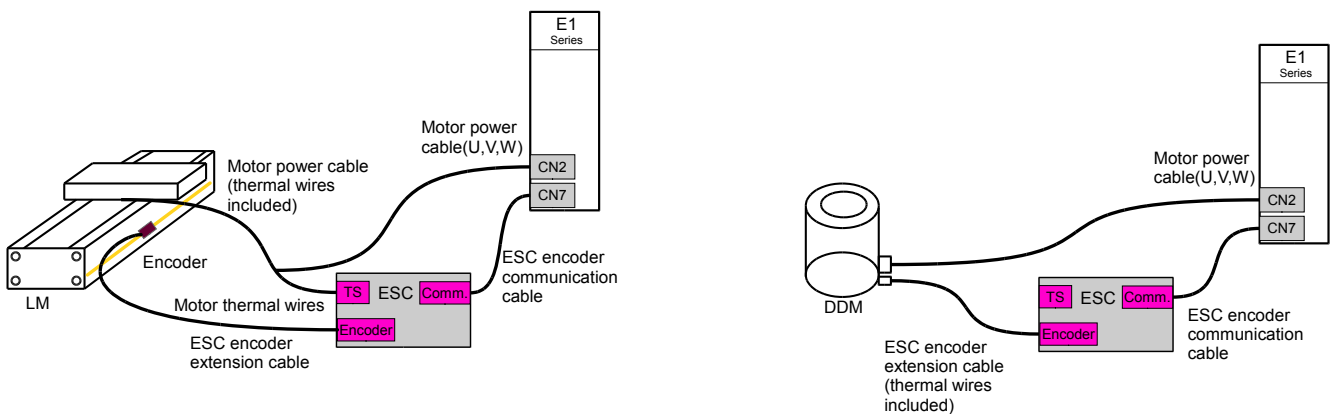 E1
Series
Motor power
cable(U,V,W)
CN2
CN7
Motor power cable
(thermal wires
included)
Encoder
LM
Motor thermal wires
ESC encoder
extension cable
TS
ESC
Comm.
Encoder
ESC encoder
communication
cable
E1
Series
Motor power
cable(U,V,W)
CN2
CN7
DDM
TS
ESC
Comm.
Encoder
ESC encoder
communication
cable
ESC encoder
extension cable
(thermal wires
included)